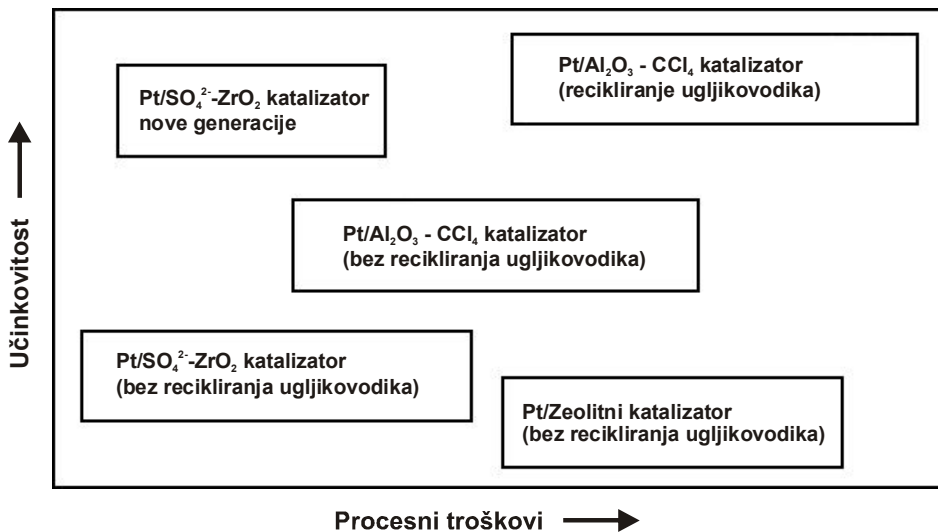 Pt/Al₂O₃ - CCl₄ katalizator
(recikliranje ugljikovodika)
Pt/SO₄²⁻-ZrO₂ katalizator
nove generacije
Pt/Al₂O₃ - CCl₄ katalizator
(bez recikliranja ugljikovodika)
Pt/SO₄²⁻-ZrO₂ katalizator
(bez recikliranja ugljikovodika)
Pt/Zeolitni katalizator
(bez recikliranja ugljikovodika)
Učinkovitost
Procesni troškovi